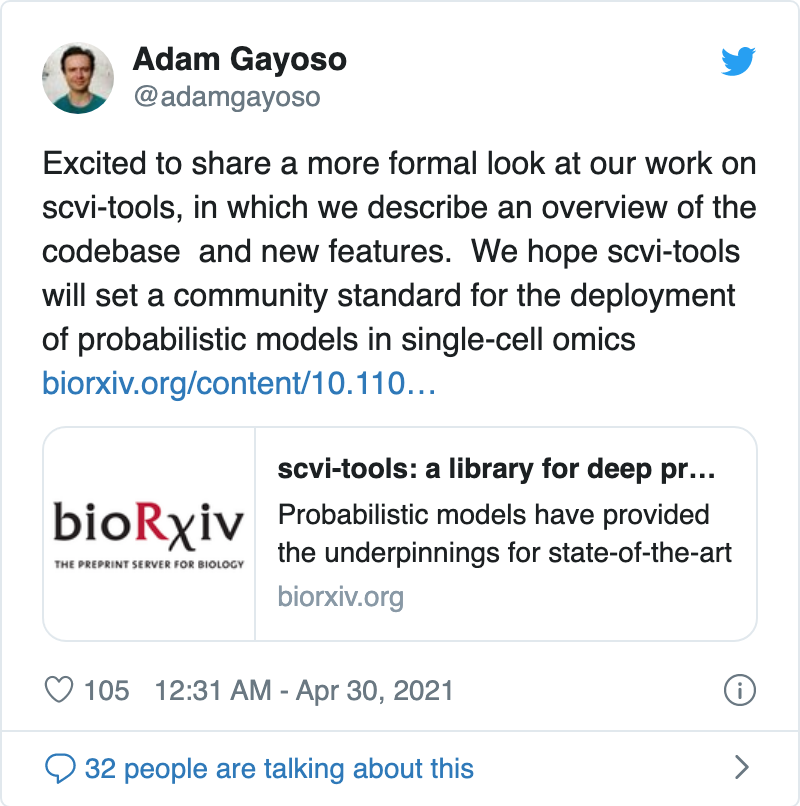 Adam Gayoso
@adamgayoso
Excited to share a more formal look at our work on
scvi-tools, in which we describe an overview of the
codebase  and new features.  We hope scvi-tools
will set a community standard for the deployment
of probabilistic models in single-cell omics
biorxiv.org/content/10.110…
bioRxiv
THE PREPRINT SERVER FOR BIOLOGY
scvi-tools: a library for deep pr…
Probabilistic models have provided
the underpinnings for state-of-the-art
biorxiv.org
105 12:31 AM - Apr 30, 2021
32 people are talking about this